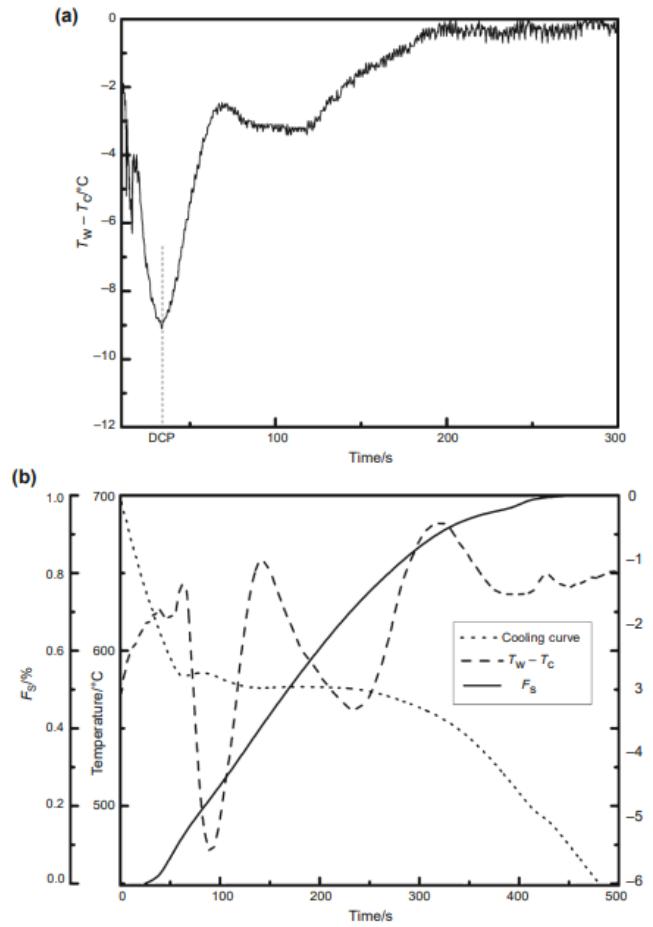 (a)
0
−2
−4
−6
−8
−10
−12
T_W − T_C/°C
DCP 100 200 300
Time/s
(b)
1.0
0.8
0.6
0.4
0.2
0.0
F_S/%
700
600
500
Temperature/°C
0
−1
−2
−3
−4
−5
−6
Cooling curve
T_W − T_C
F_S
0 100 200 300 400 500
Time/s